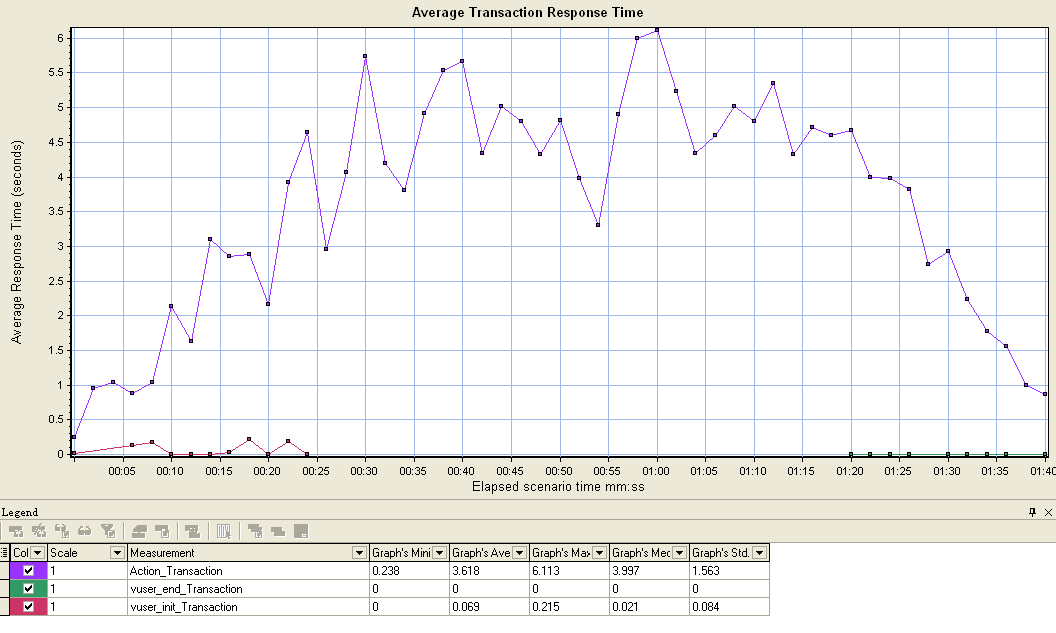 Average Transaction Response Time
Average Response Time (seconds)
6
5.5
5
4.5
4
3.5
3
2.5
2
1.5
1
0.5
0
00:05 00:10 00:15 00:20 00:25 00:30 00:35 00:40 00:45 00:50 00:55 01:00 01:05 01:10 01:15 01:20 01:25 01:30 01:35 01:40
Elapsed scenario time mm:ss
Legend
Col Scale Measurement Graph's Mini Graph's Ave Graph's Max Graph's Med Graph's Std.
1 Action_Transaction 0.238 3.618 6.113 3.997 1.563
1 vuser_end_Transaction 0 0 0 0 0
1 vuser_init_Transaction 0 0.069 0.215 0.021 0.084